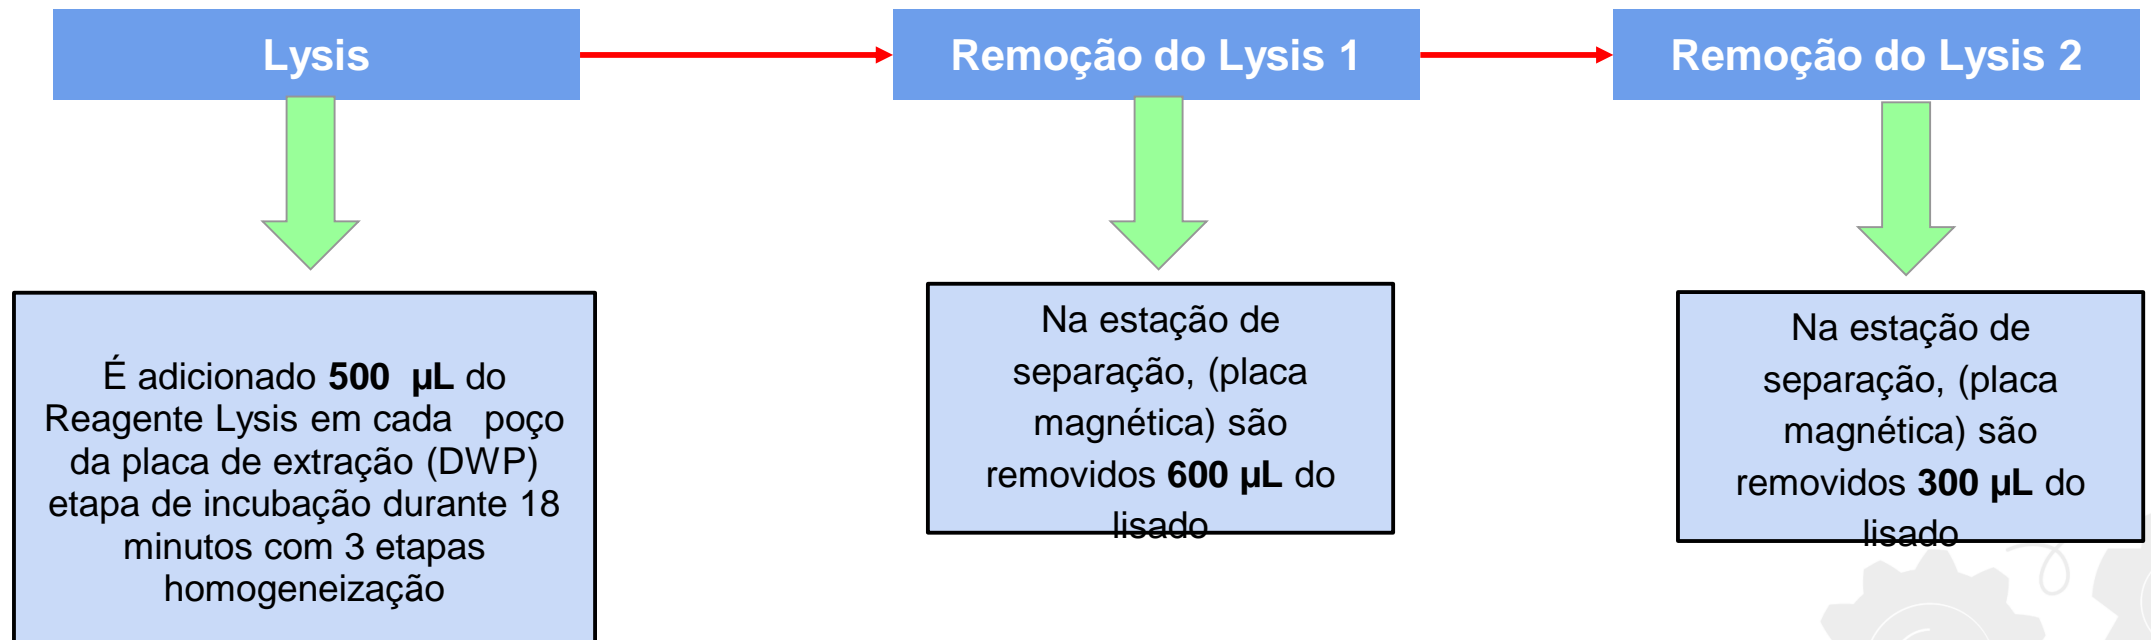 Lysis
Remoção do Lysis 1
Remoção do Lysis 2
É adicionado 500 µL do
Reagente Lysis em cada poço
da placa de extração (DWP)
etapa de incubação durante 18
minutos com 3 etapas
homogeneização
Na estação de
separação, (placa
magnética) são
removidos 600 µL do
lisado
Na estação de
separação, (placa
magnética) são
removidos 300 µL do
lisado